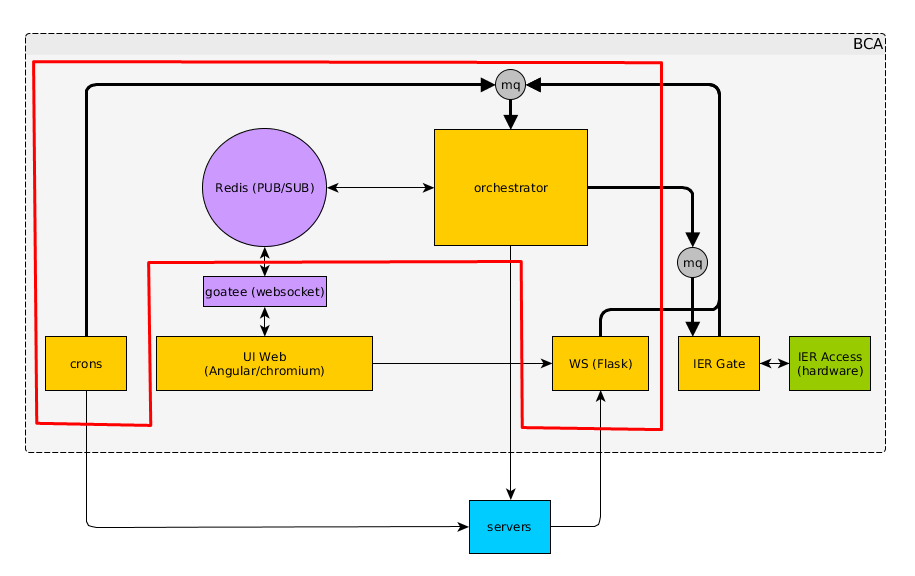 BCA
mq
Redis (PUB/SUB)
orchestrator
mq
goatee (websocket)
crons
UI Web
(Angular/chromium)
WS (Flask)
IER Gate
IER Access
(hardware)
servers